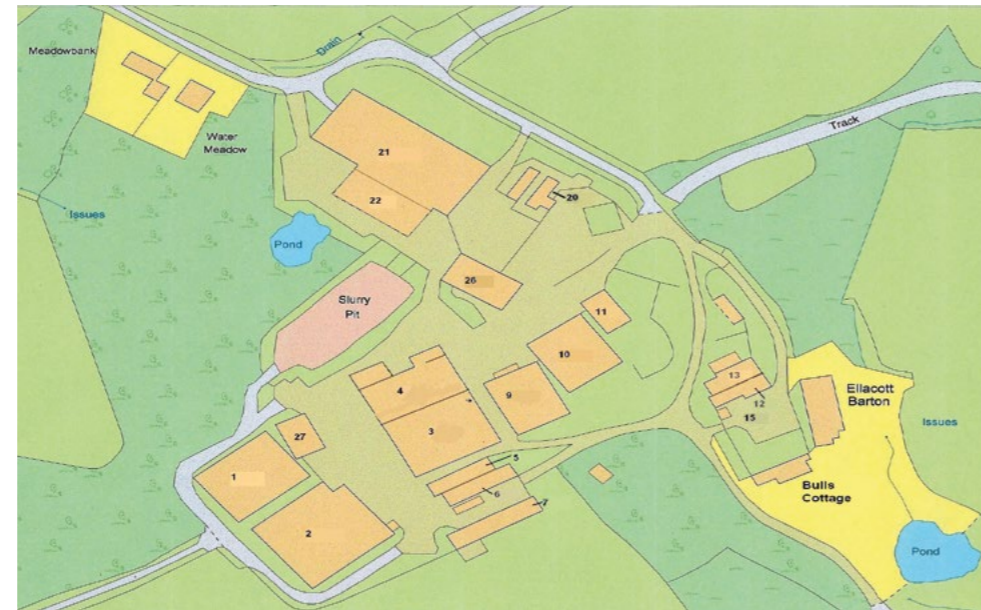 Meadowbank
Drain
Track
Water
Meadow
21
22
20
Issues
Pond
26
Slurry
Pit
11
10
4
9
3
13
12
15
Ellacott
Barton
Issues
27
1
5
6
7
2
Bulls
Cottage
Pond